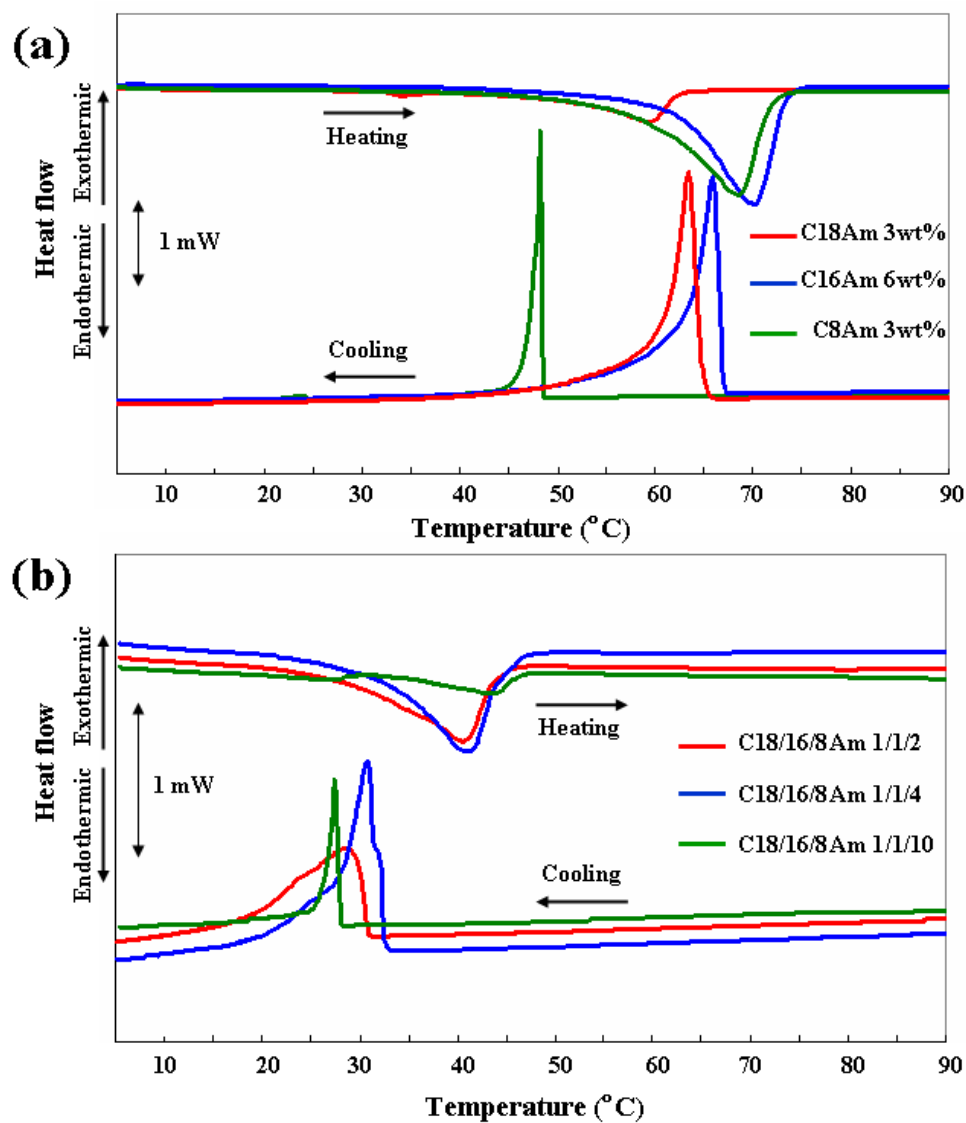 (a)
Exothermic
Heating
Heat flow
1 mW
C18Am 3wt%
C16Am 6wt%
C8Am 3wt%
Endothermic
Cooling
10 20 30 40 50 60 70 80 90
Temperature (°C)
(b)
Exothermic
Heating
Heat flow
1 mW
C18/16/8Am 1/1/2
C18/16/8Am 1/1/4
C18/16/8Am 1/1/10
Endothermic
Cooling
10 20 30 40 50 60 70 80 90
Temperature (°C)